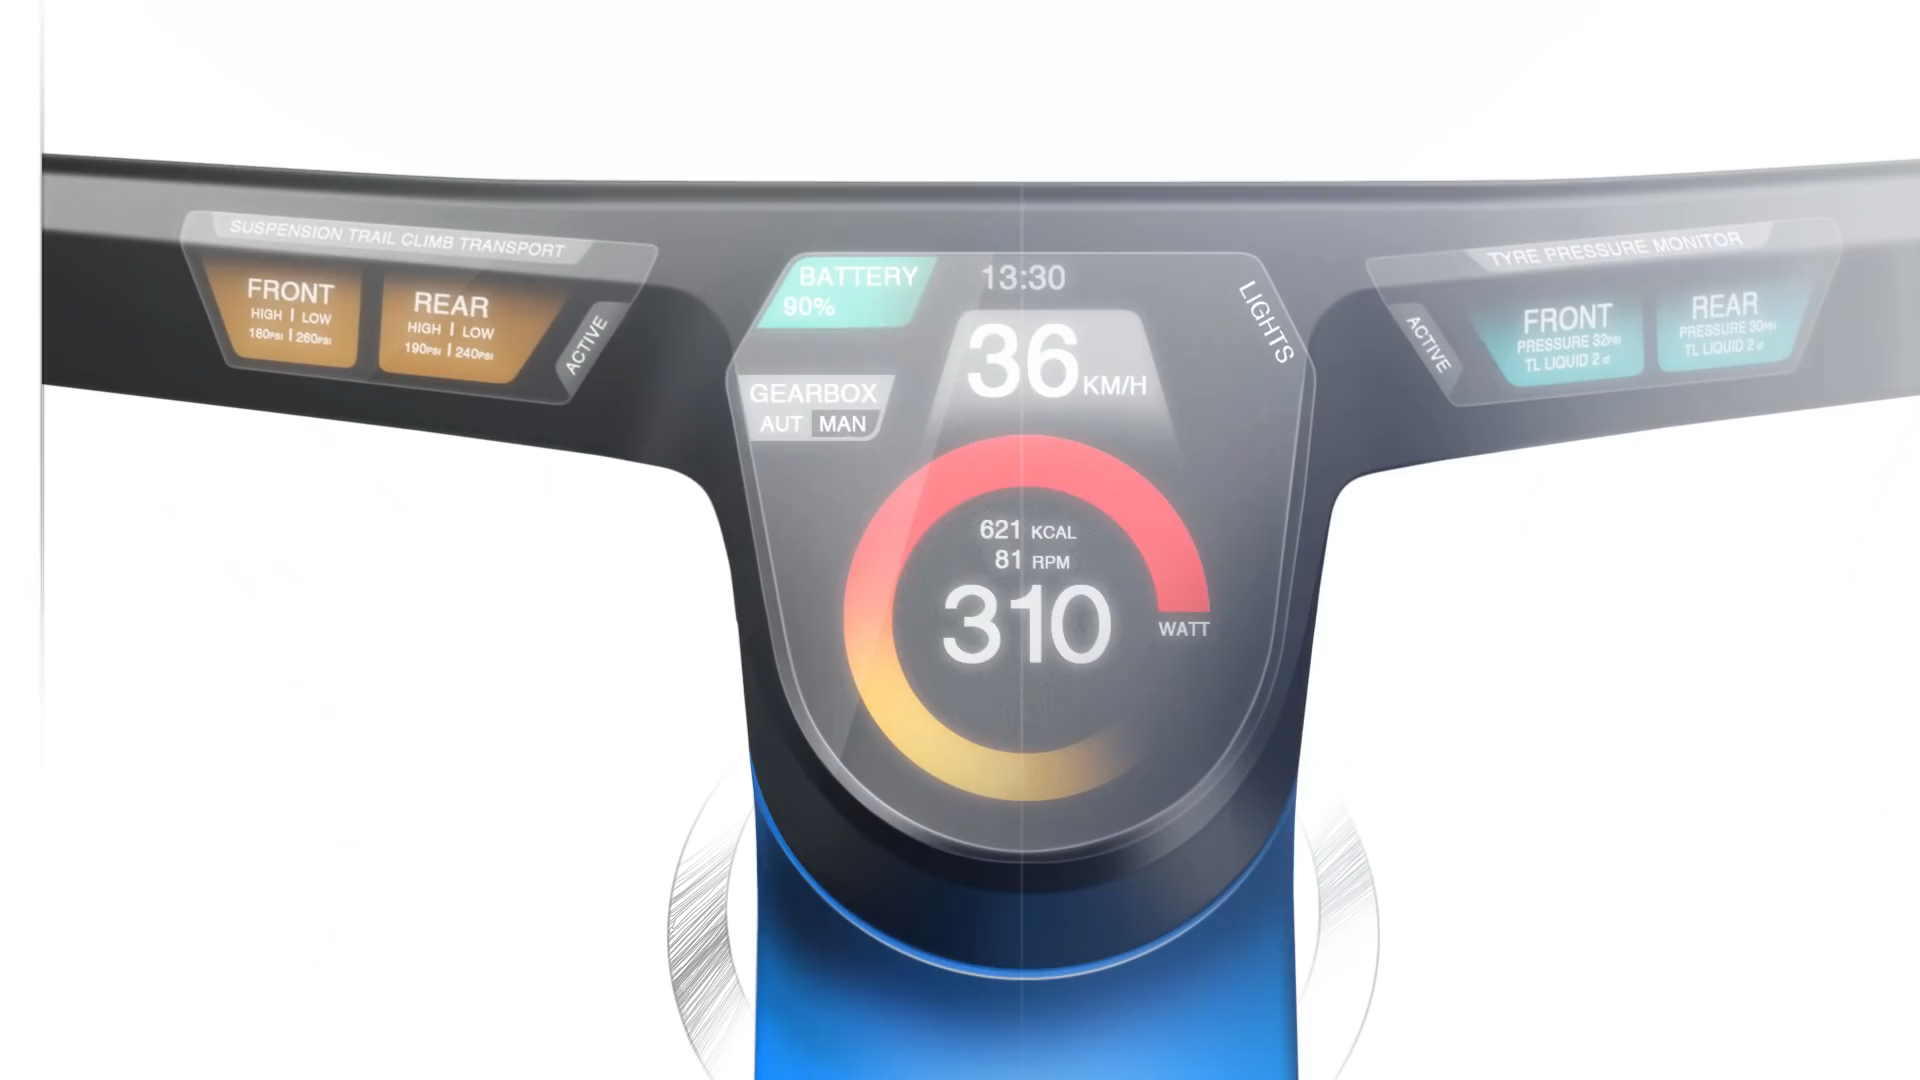 SUSPENSION TRAIL CLIMB TRANSPORT
FRONT
HIGH | LOW
180PSI | 260PSI
REAR
HIGH | LOW
190PSI | 240PSI
ACTIVE
BATTERY
90%
13:30
LIGHTS
36 KM/H
GEARBOX
AUT MAN
621 KCAL
81 RPM
310
WATT
TYRE PRESSURE MONITOR
ACTIVE
FRONT
PRESSURE 32PSI
TL LIQUID 2 cl
REAR
PRESSURE 30PSI
TL LIQUID 2 cl